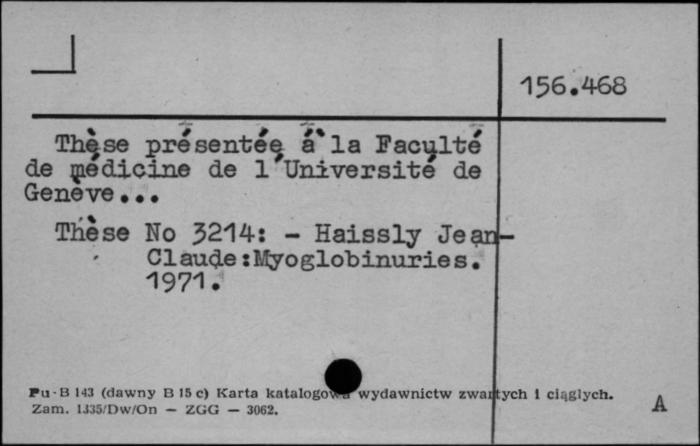 156.468
Thèse présentée à la Faculté
de médicine de l'Université de
Genève...
Thèse No 3214: - Haissly Jean-
Claude:Myoglobinuries.
1971.
Pu-B 143 (dawny B 15 c) Karta katalogowa wydawnictw zwartych i ciągłych.
Zam. 1335/Dw/On — ZGG — 3062.
A